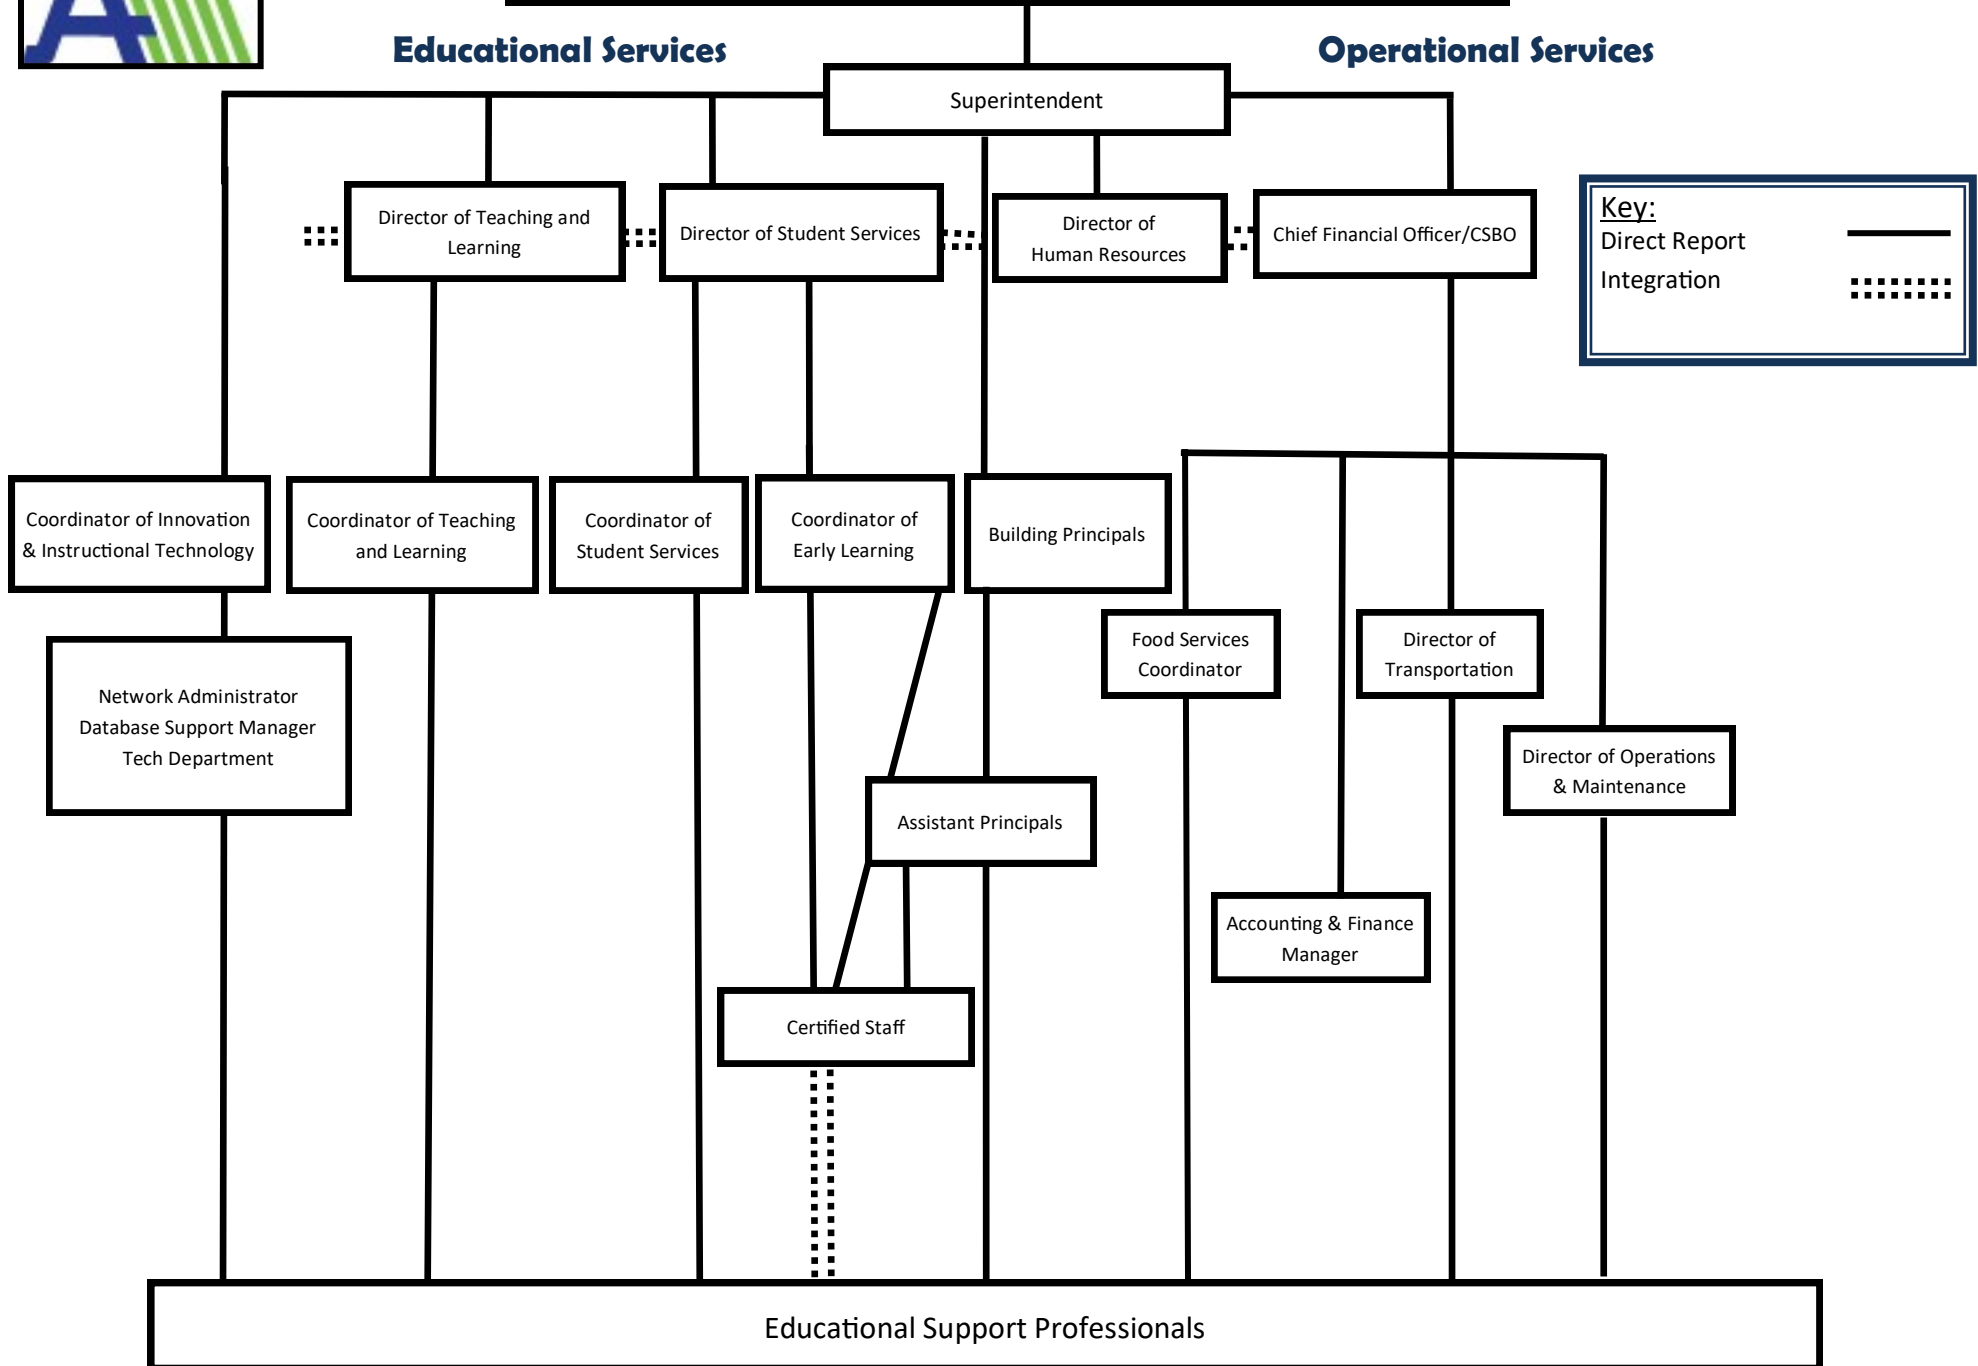 Educational Services
Operational Services
Superintendent
Director of Teaching and
Learning
Director of Student Services
Director of
Human Resources
Chief Financial Officer/CSBO
Key:
Direct Report
Integration
Coordinator of Innovation
& Instructional Technology
Coordinator of Teaching
and Learning
Coordinator of
Student Services
Coordinator of
Early Learning
Building Principals
Food Services
Coordinator
Director of
Transportation
Network Administrator
Database Support Manager
Tech Department
Director of Operations
& Maintenance
Assistant Principals
Accounting & Finance
Manager
Certified Staff
Educational Support Professionals